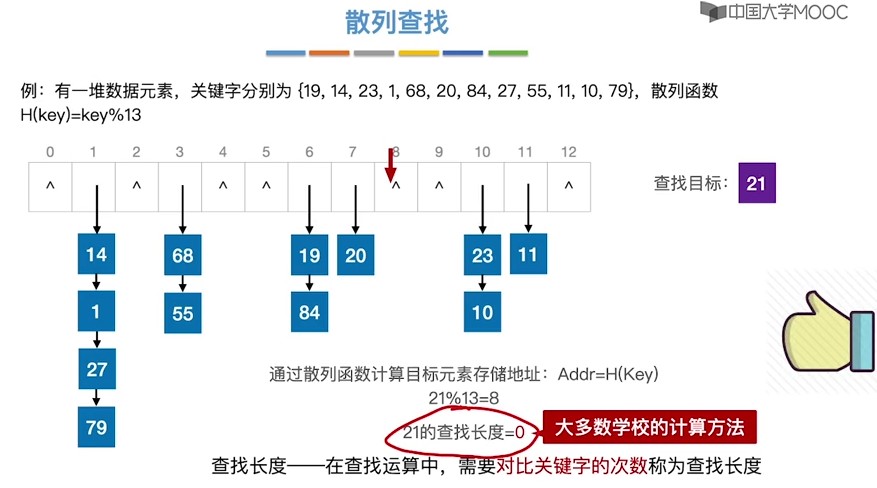 散列查找
中国大学MOOC
例：有一堆数据元素，关键字分别为 {19, 14, 23, 1, 68, 20, 84, 27, 55, 11, 10, 79}，散列函数
H(key)=key%13
0 1 2 3 4 5 6 7 8 9 10 11 12
^ ^ ^ ^ ^ ^ ^
查找目标：21
14 68 19 20 23 11
1 55 84 10
27
79
通过散列函数计算目标元素存储地址：Addr=H(Key)
21%13=8
21的查找长度=0 大多数学校的计算方法
查找长度——在查找运算中，需要对比关键字的次数称为查找长度